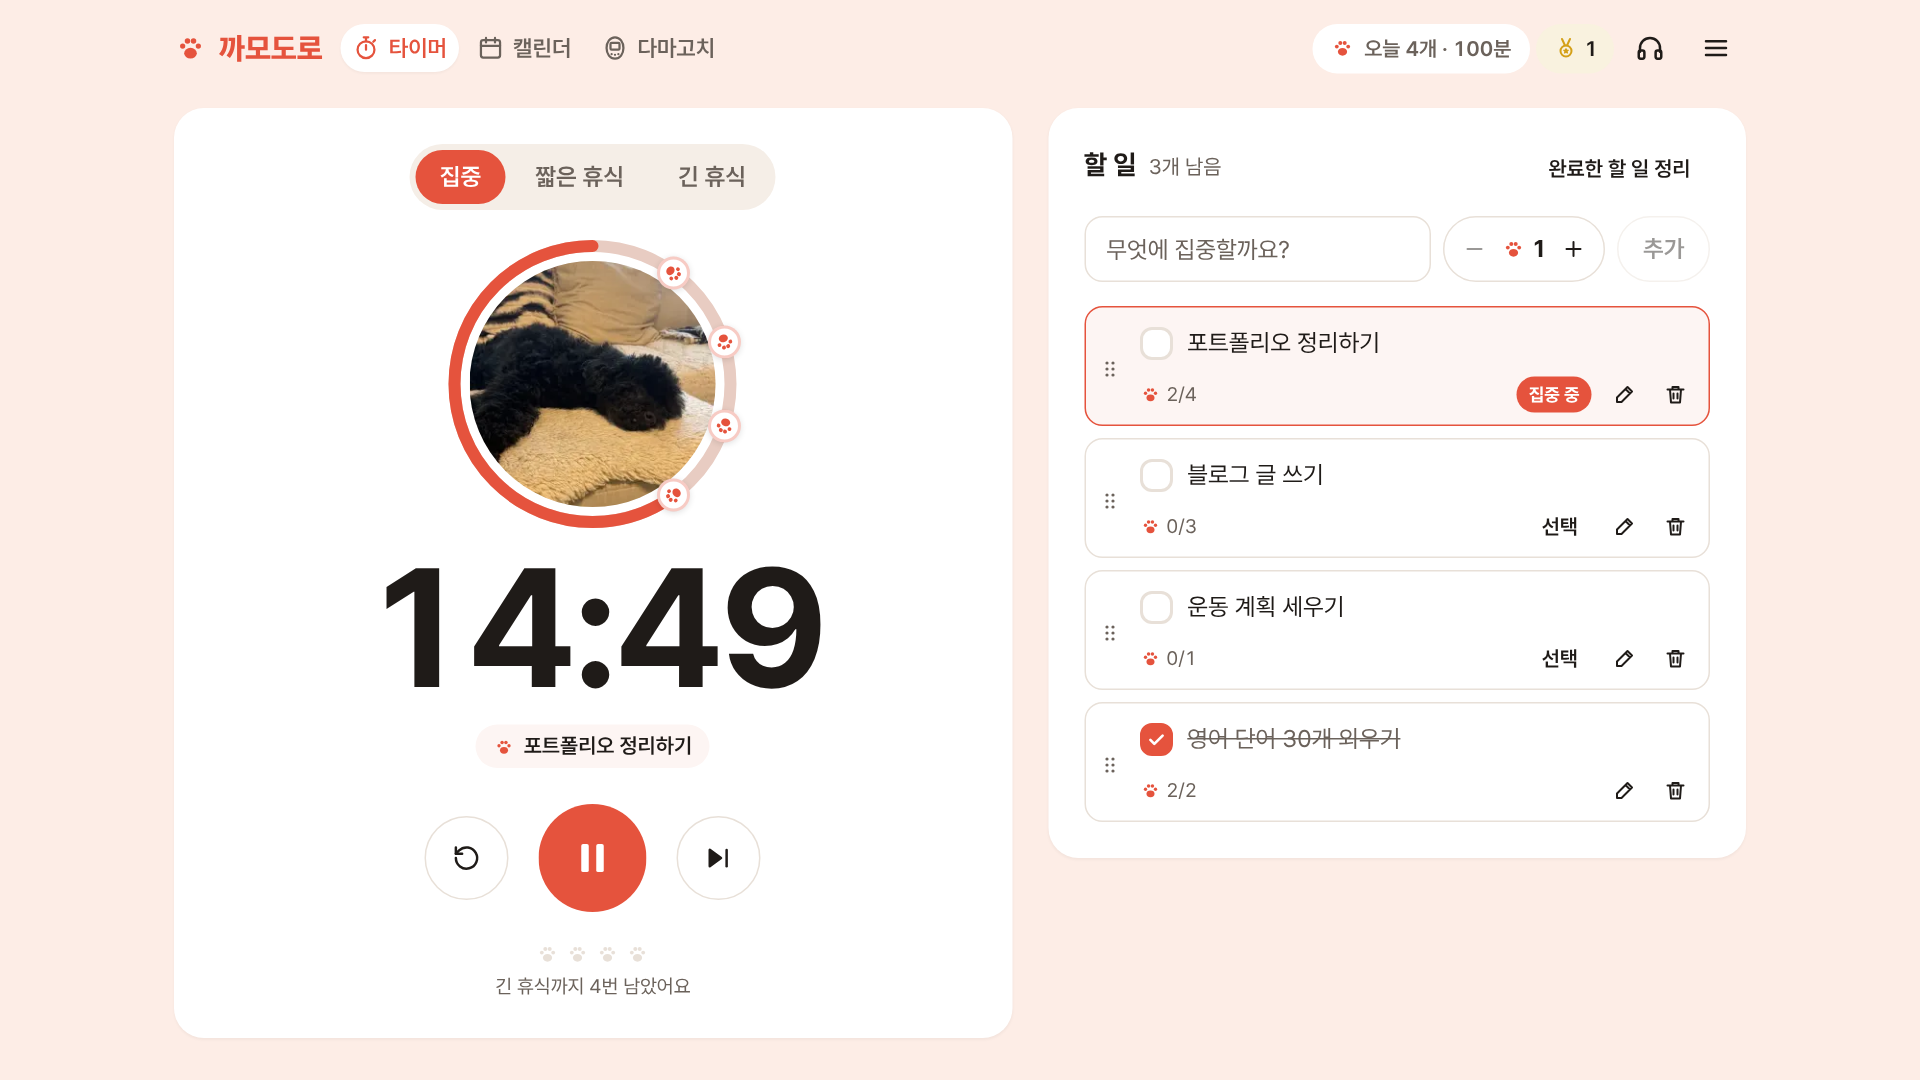 까모도로
타이머
캘린더
다마고치
오늘 4개 · 100분
1
집중
짧은 휴식
긴 휴식
14:49
포트폴리오 정리하기
긴 휴식까지 4번 남았어요
할 일
3개 남음
완료한 할 일 정리
무엇에 집중할까요?
1
추가
포트폴리오 정리하기
2/4
집중 중
블로그 글 쓰기
0/3
선택
운동 계획 세우기
0/1
선택
영어 단어 30개 외우기
2/2